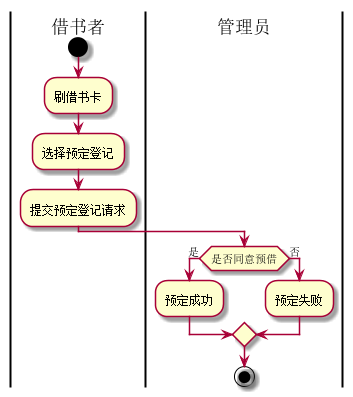 借书者
管理员
刷借书卡
选择预定登记
提交预定登记请求
是
是否同意预借
否
预定成功
预定失败